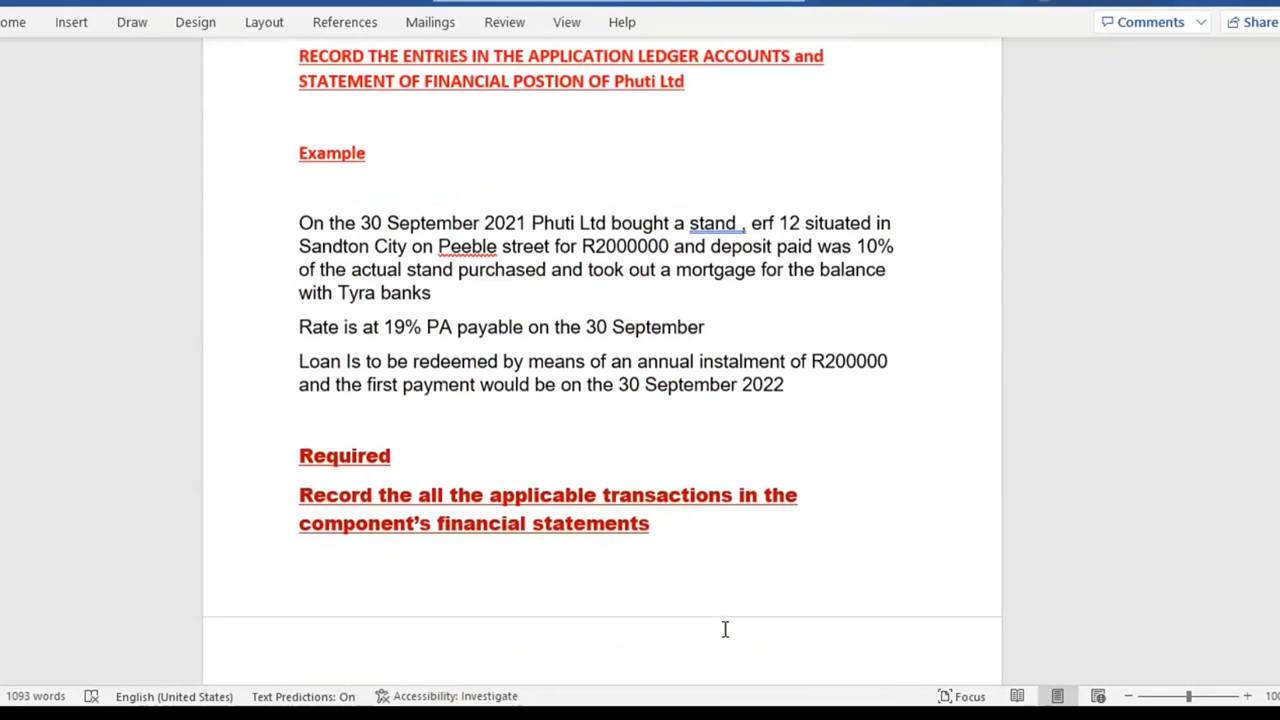 ome Insert Draw Design Layout References Mailings Review View Help Comments Share
RECORD THE ENTRIES IN THE APPLICATION LEDGER ACCOUNTS and
STATEMENT OF FINANCIAL POSTION OF Phuti Ltd
Example
On the 30 September 2021 Phuti Ltd bought a stand , erf 12 situated in
Sandton City on Peeble street for R2000000 and deposit paid was 10%
of the actual stand purchased and took out a mortgage for the balance
with Tyra banks
Rate is at 19% PA payable on the 30 September
Loan Is to be redeemed by means of an annual instalment of R200000
and the first payment would be on the 30 September 2022
Required
Record the all the applicable transactions in the
component’s financial statements
1093 words English (United States) Text Predictions: On Accessibility: Investigate Focus 100